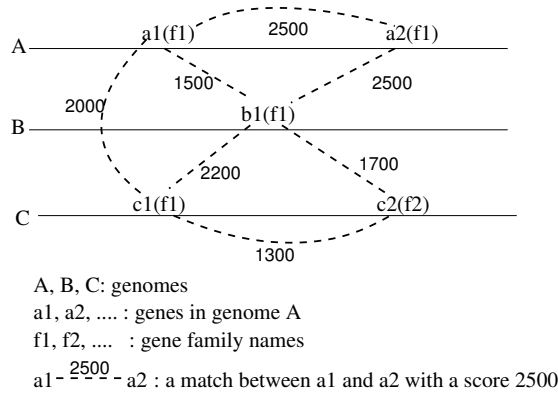 a1(f1) 2500 a2(f1)
A
1500 2500
2000 b1(f1)
B
2200 1700
c1(f1) c2(f2)
C
1300
A, B, C: genomes
a1, a2, .... : genes in genome A
f1, f2, .... : gene family names
a1 2500 a2 : a match between a1 and a2 with a score 2500